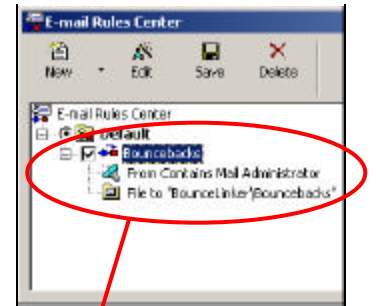 E-mail Rules Center
New Edit Save Delete
E-mail Rules Center
Default
Bouncebacks
From Contains Mail Administrator
File to "BounceLinker\Bouncebacks"